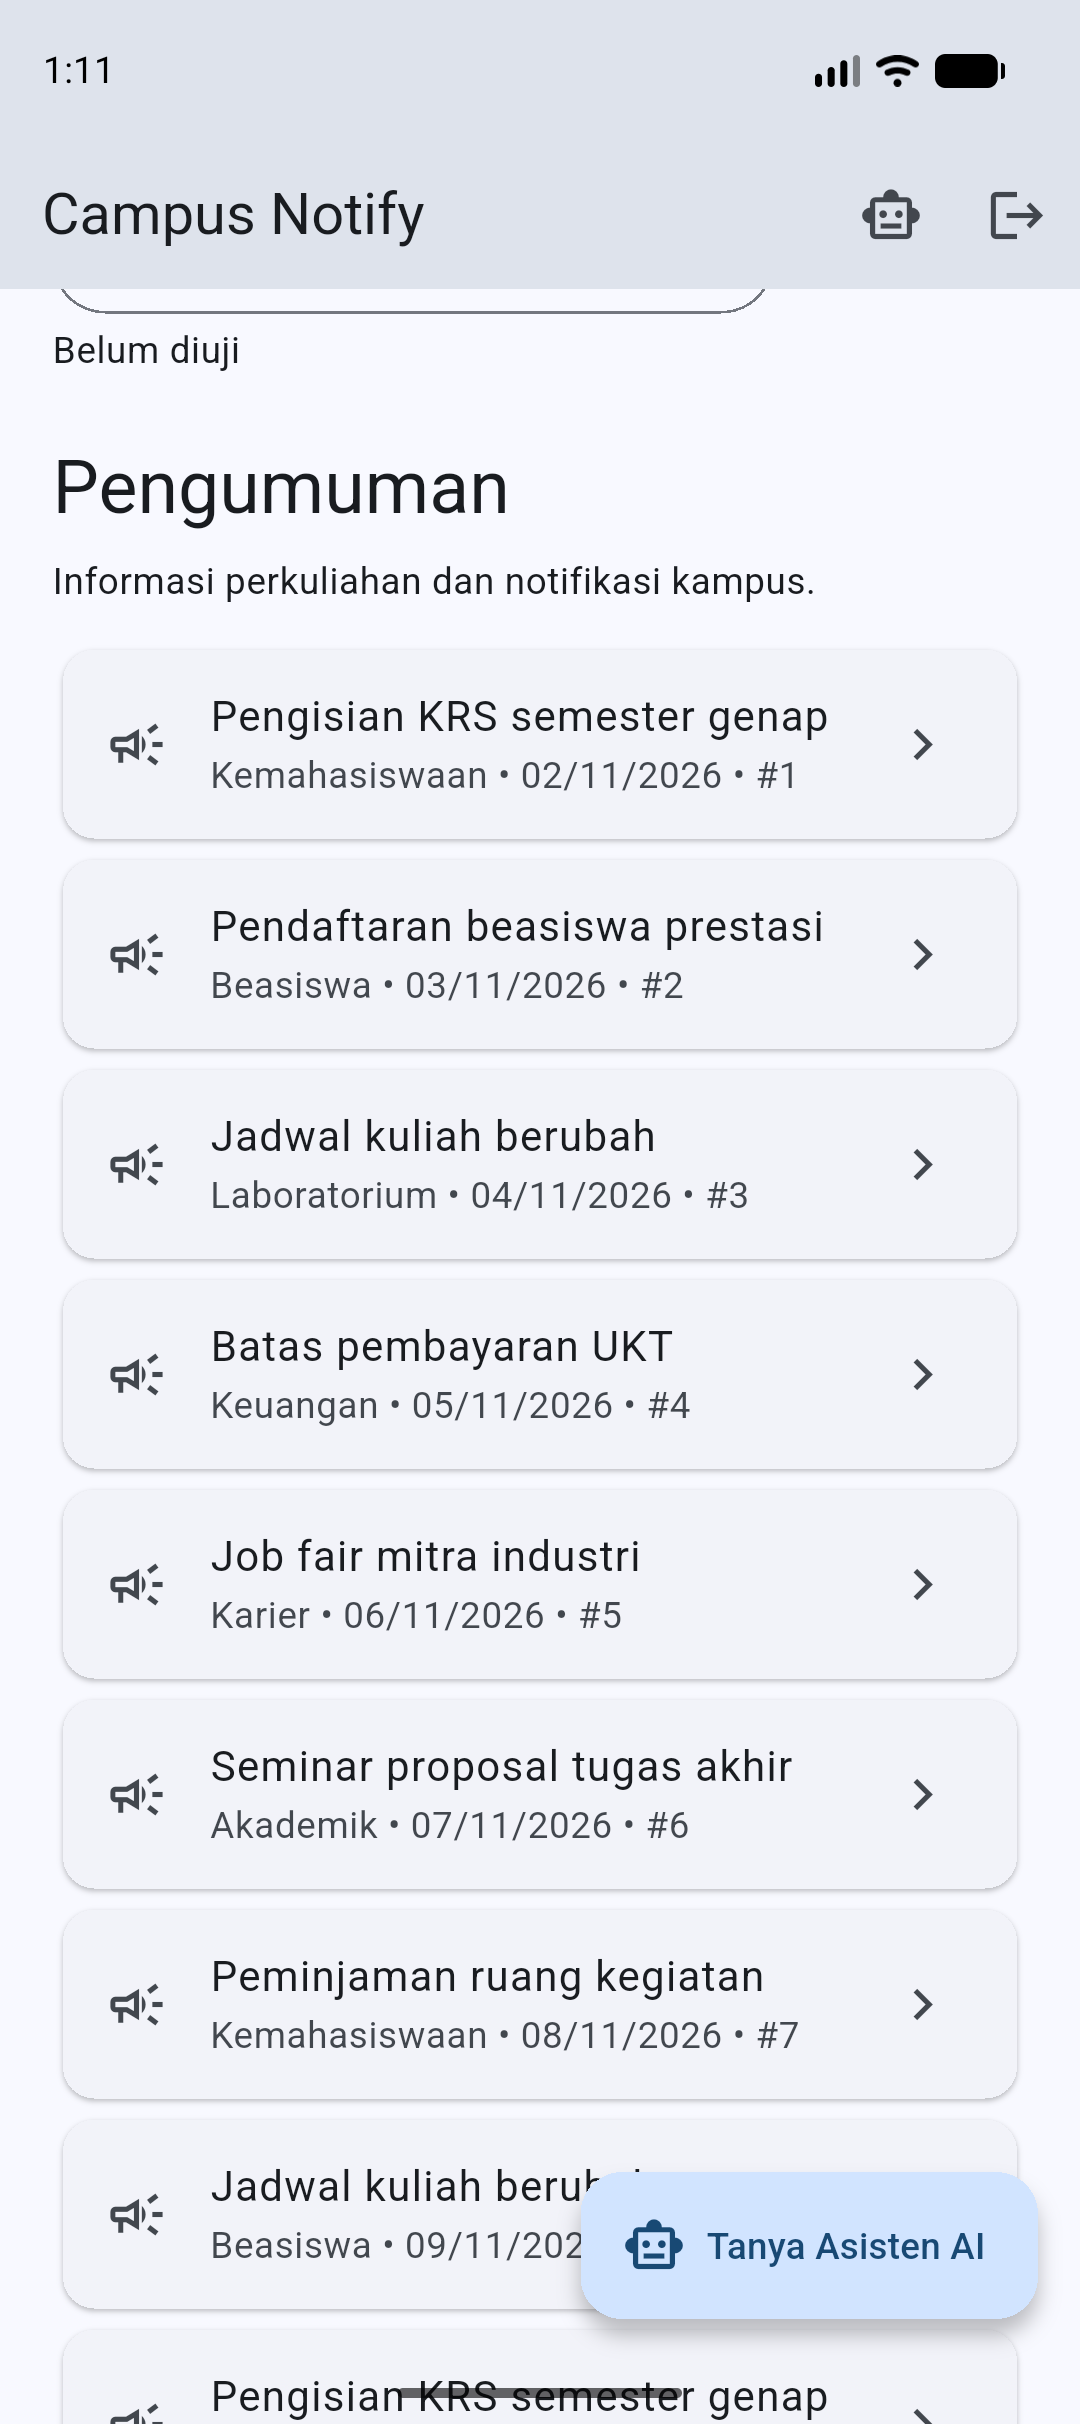 1:11
Campus Notify
Belum diuji
Pengumuman
Informasi perkuliahan dan notifikasi kampus.
Pengisian KRS semester genap
Kemahasiswaan • 02/11/2026 • #1
Pendaftaran beasiswa prestasi
Beasiswa • 03/11/2026 • #2
Jadwal kuliah berubah
Laboratorium • 04/11/2026 • #3
Batas pembayaran UKT
Keuangan • 05/11/2026 • #4
Job fair mitra industri
Karier • 06/11/2026 • #5
Seminar proposal tugas akhir
Akademik • 07/11/2026 • #6
Peminjaman ruang kegiatan
Kemahasiswaan • 08/11/2026 • #7
Jadwal kuliah
Beasiswa • 09/11/202
Tanya Asisten AI
Pengisian KRS semester genap